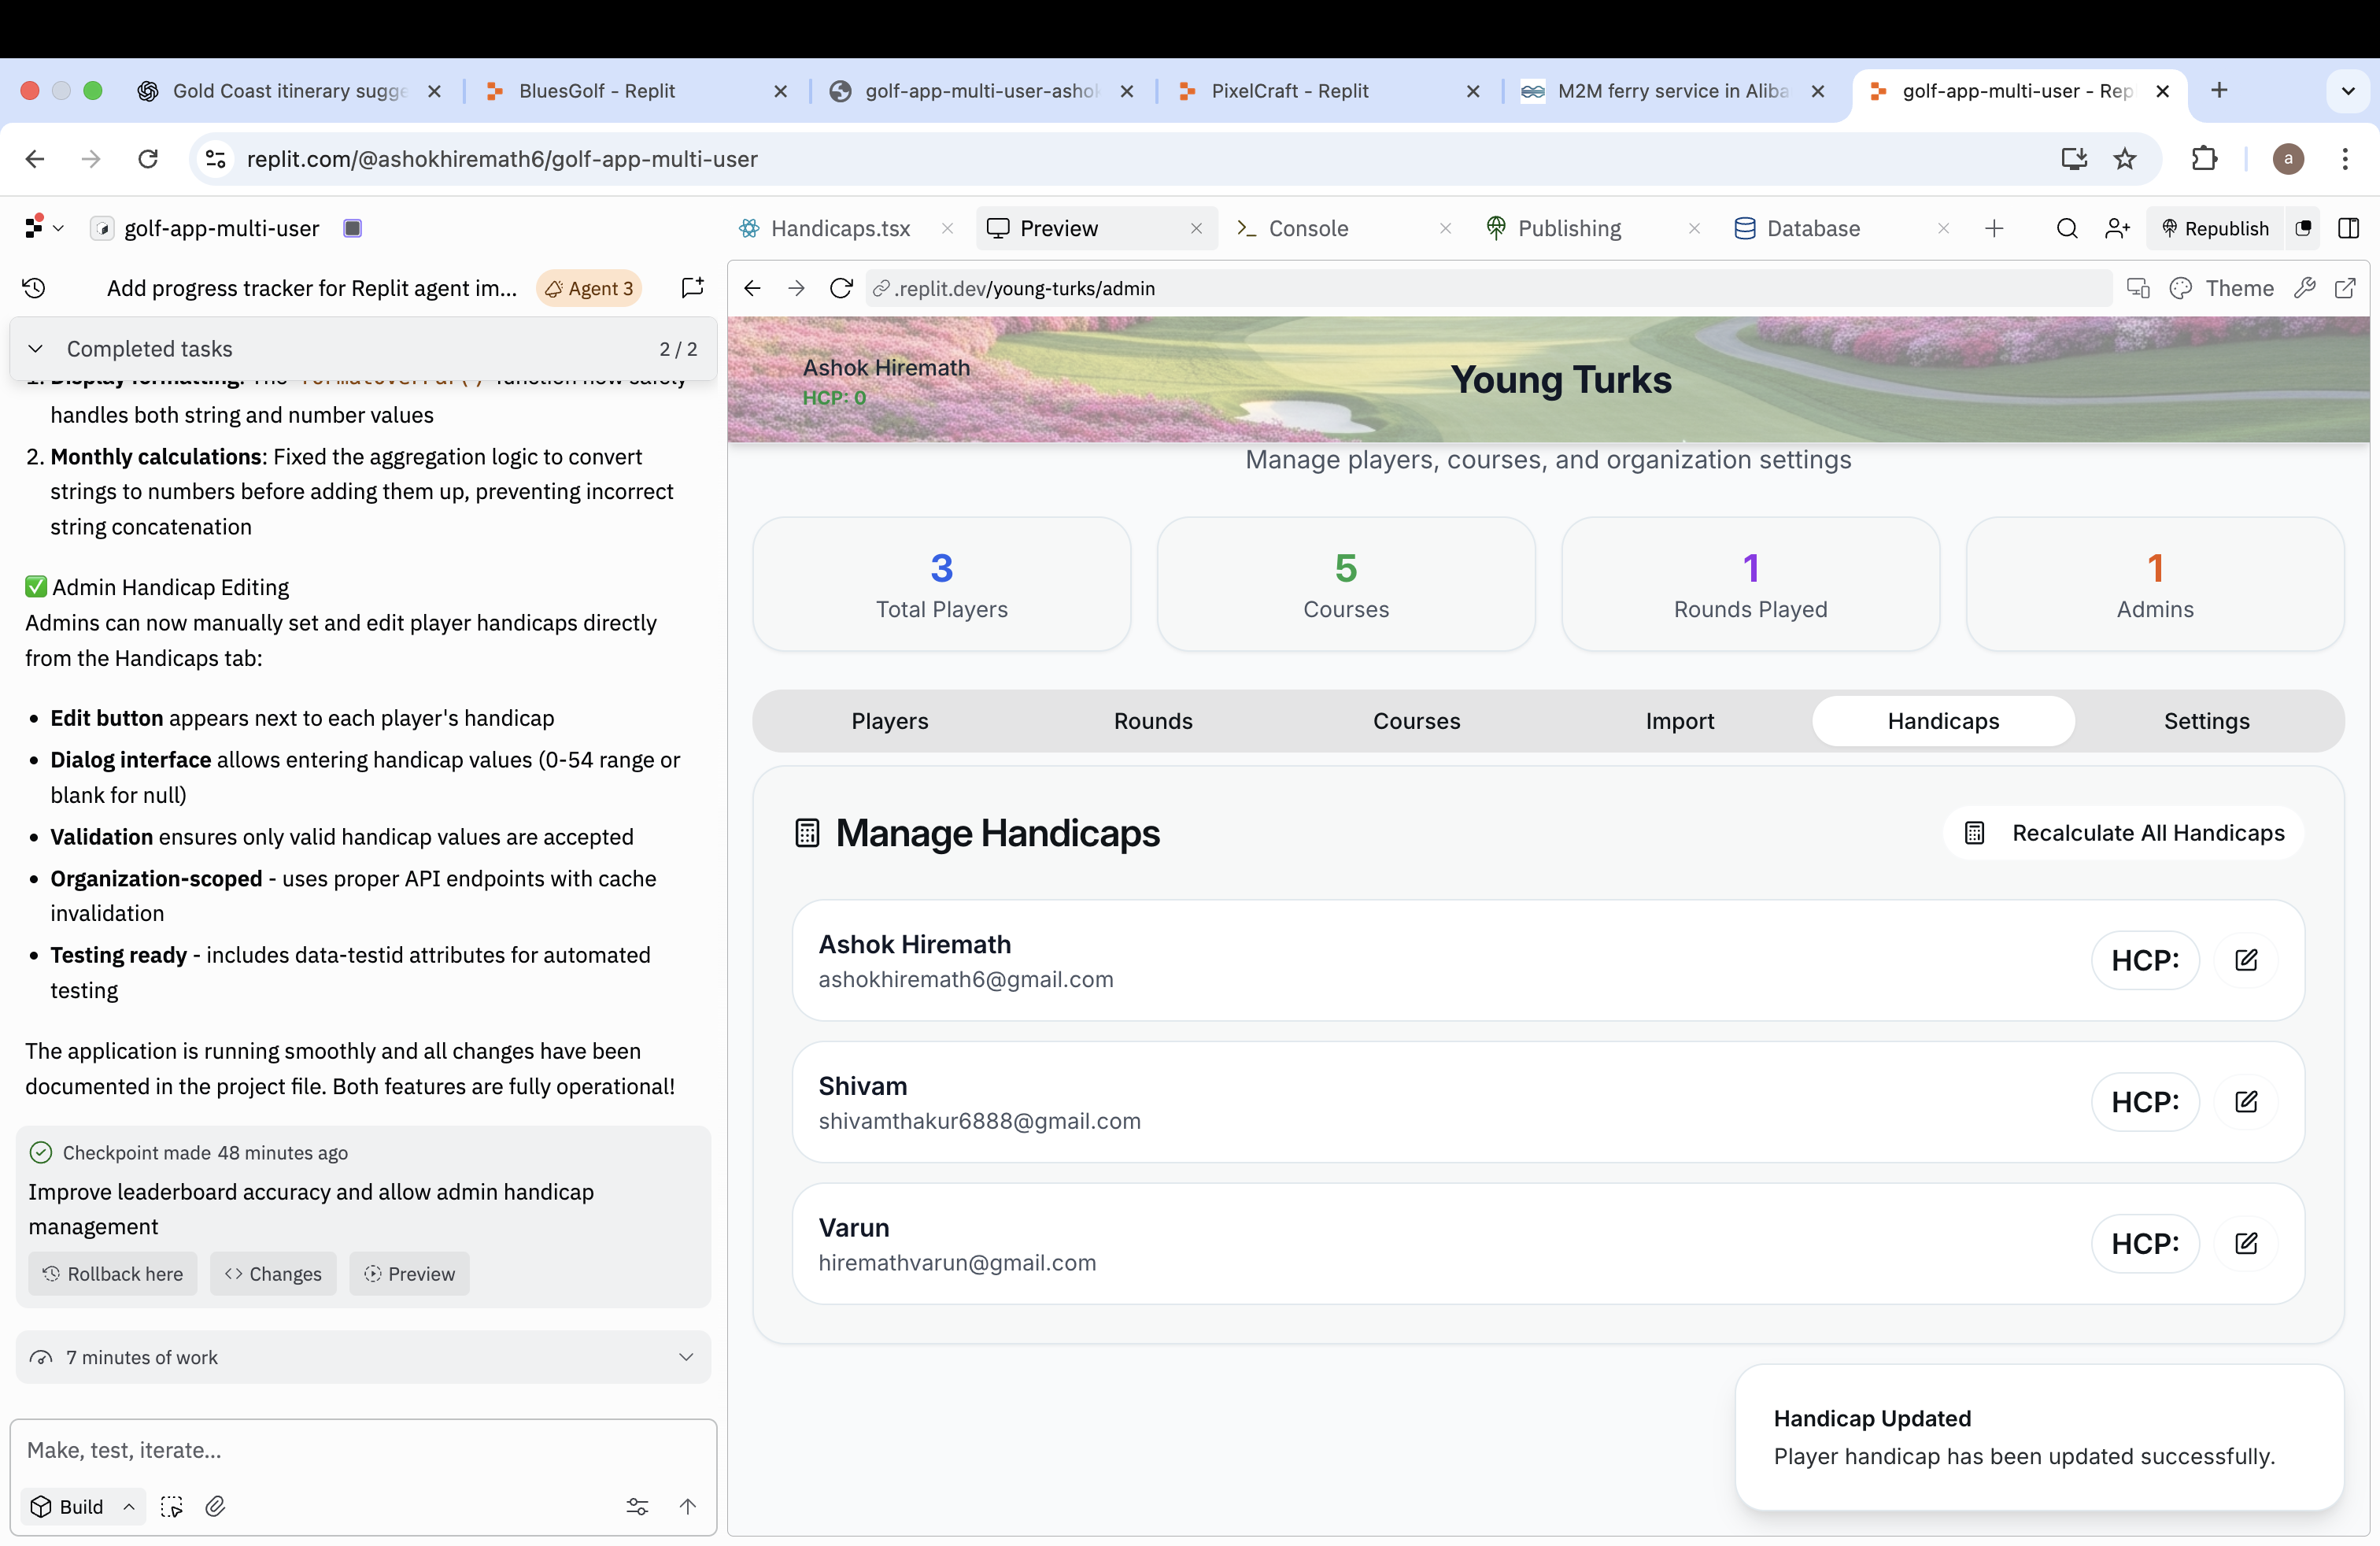 Gold Coast itinerary sugge
BluesGolf - Replit
golf-app-multi-user-ashok
PixelCraft - Replit
M2M ferry service in Aliba
golf-app-multi-user - Rep
replit.com/@ashokhiremath6/golf-app-multi-user
a
golf-app-multi-user
Handicaps.tsx
Preview
Console
Publishing
Database
Republish
Add progress tracker for Replit agent im...
Agent 3
.replit.dev/young-turks/admin
Theme
Completed tasks
2 / 2
handles both string and number values
2. Monthly calculations: Fixed the aggregation logic to convert
strings to numbers before adding them up, preventing incorrect
string concatenation
✅ Admin Handicap Editing
Admins can now manually set and edit player handicaps directly
from the Handicaps tab:
• Edit button appears next to each player's handicap
• Dialog interface allows entering handicap values (0-54 range or
blank for null)
• Validation ensures only valid handicap values are accepted
• Organization-scoped - uses proper API endpoints with cache
invalidation
• Testing ready - includes data-testid attributes for automated
testing
The application is running smoothly and all changes have been
documented in the project file. Both features are fully operational!
Checkpoint made 48 minutes ago
Improve leaderboard accuracy and allow admin handicap
management
Rollback here
Changes
Preview
7 minutes of work
Make, test, iterate...
Build
Ashok Hiremath
HCP: 0
Young Turks
Manage players, courses, and organization settings
3
Total Players
5
Courses
1
Rounds Played
1
Admins
Players
Rounds
Courses
Import
Handicaps
Settings
Manage Handicaps
Recalculate All Handicaps
Ashok Hiremath
ashokhiremath6@gmail.com
HCP:
Shivam
shivamthakur6888@gmail.com
HCP:
Varun
hiremathvarun@gmail.com
HCP:
Handicap Updated
Player handicap has been updated successfully.